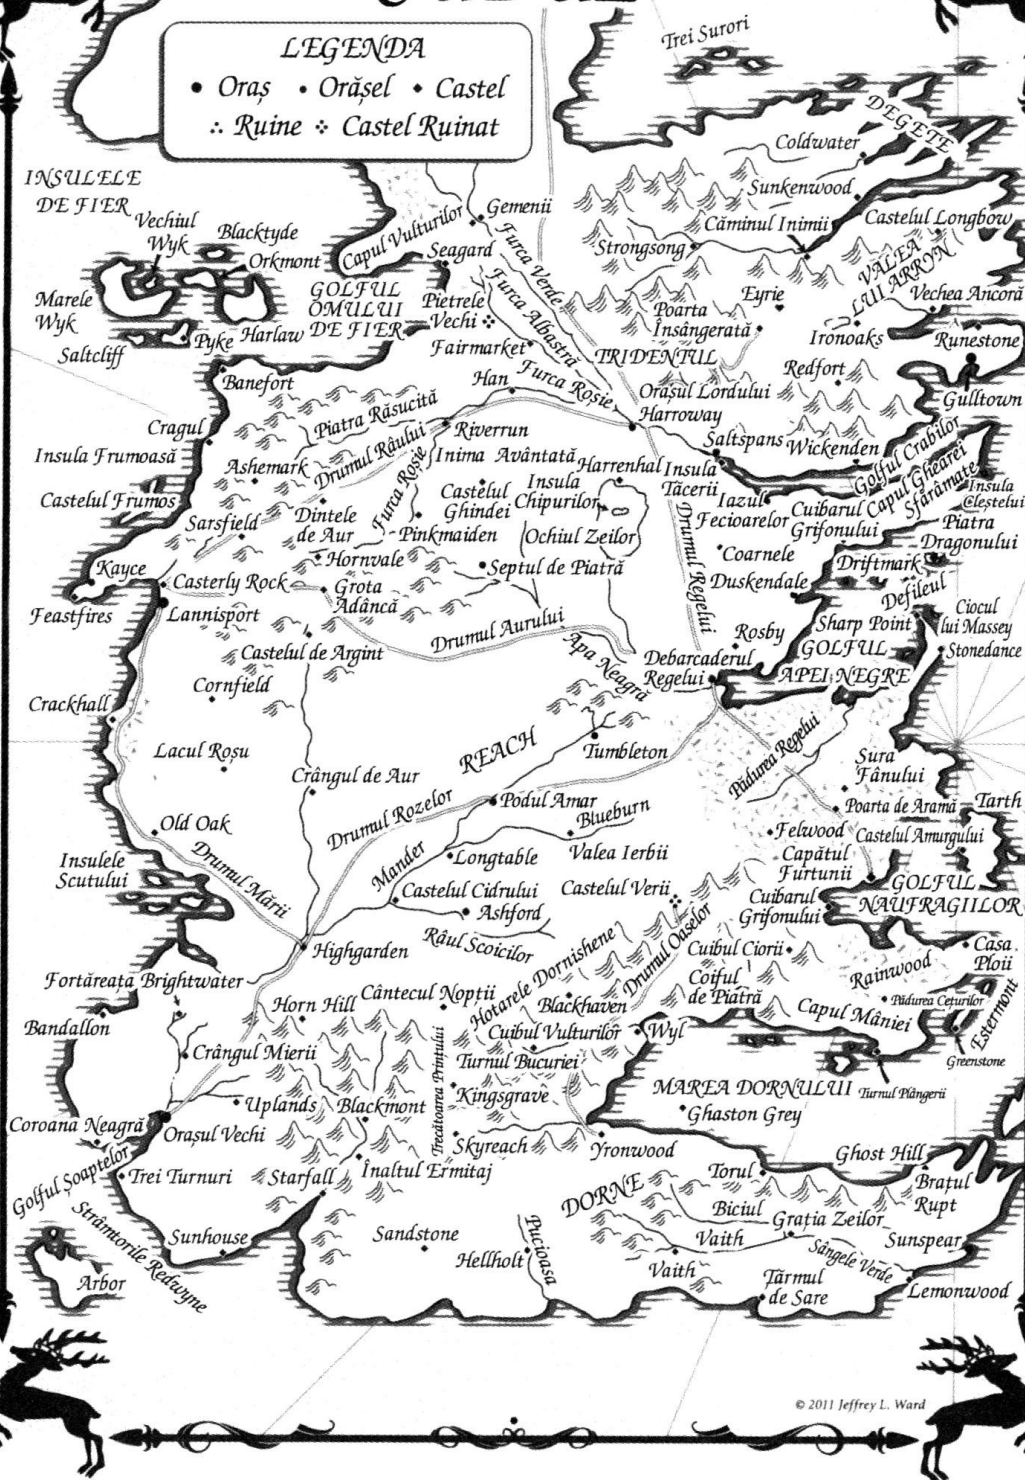 LEGENDA
Oraș Orășel Castel
Ruine Castel Ruinat
Trei Surori
DEGETE
Coldwater
INSULELE
DE FIER
Sunkenwood
Vechiul
Wyk
Blacktyde
Orkmont
Capul Vulturilor
Gemenii
Seagard
Furca Verde
Căminul Inimii
Castelul Longbow
Strongsong
VALEA
LUI ARRYN
GOLFUL
OMULUI
DE FIER
Pietrele
Vechi
Furca Albastră
Eyrie
Vechea Ancoră
Marele
Wyk
Poarta
Însângerată
Ironoaks
Runestone
Saltcliff
Pyke
Harlaw
Fairmarket
TRIDENTUL
Redfort
Gulltown
Banefort
Han
Furca Roșie
Orașul Lordului
Harroway
Piatra Răsucită
Cragul
Riverrun
Saltspans
Wickenden
Golful Crabilor
Insula Frumoasă
Ashemark
Drumul Râului
Inima Avântată
Harrenhal
Insula
Tăcerii
Capul Ghearei
Sfărâmate
Insula
Cleștelui
Castelul Frumos
Furca Roșie
Castelul
Ghindei
Insula
Chipurilor
Iazul
Fecioarelor
Cuibarul
Grifonului
Piatra
Dragonului
Sarsfield
Dintele
de Aur
Pinkmaiden
Ochiul Zeilor
Coarnele
Driftmark
Hornvale
Septul de Piatră
Drumul Regelui
Duskendale
Defileul
Kayce
Casterly Rock
Grota
Adâncă
Feastfires
Lannisport
Sharp Point
Ciocul
lui Massey
Drumul Aurului
Rosby
GOLFUL
APEI NEGRE
Stonedance
Castelul de Argint
Apa Neagră
Debarcaderul
Regelui
Cornfield
Crackhall
REACH
Tumbleton
Pădurea Regelui
Lacul Roșu
Sura
Fânului
Crângul de Aur
Drumul Rozelor
Podul Amar
Poarta de Aramă
Tarth
Blueburn
Old Oak
Felwood
Castelul Amurgului
Drumul Mării
Mander
Longtable
Valea Ierbii
Capătul
Furtunii
Insulele
Scutului
Castelul Cidrului
Castelul Verii
GOLFUL
NAUFRAGIILOR
Cuibarul
Grifonului
Ashford
Highgarden
Râul Scoicilor
Hotarele Dornishene
Drumul Oaselor
Cuibul Ciorii
Casa
Ploii
Fortăreața Brightwater
Rainwood
Coiful
de Piatră
Horn Hill
Cântecul Nopții
Blackhaven
Pădurea Cețurilor
Estermont
Bandallon
Capul Mâniei
Cuibul Vulturilor
Wyl
Crângul Mierii
Turnul Bucuriei
Greenstone
Trecătoarea Prințului
MAREA DORNULUI
Turnul Plângerii
Uplands
Blackmont
Kingsgrave
Ghaston Grey
Coroana Neagră
Orașul Vechi
Skyreach
Yronwood
Ghost Hill
Golful Șoaptelor
Trei Turnuri
Starfall
Înaltul Ermitaj
Torul
Brațul
Rupt
DORNE
Biciul
Strâmtorile Redwyne
Grația Zeilor
Sunhouse
Sandstone
Pucioasa
Vaith
Sângele Verde
Sunspear
Hellholt
Vaith
Arbor
Țărmul
de Sare
Lemonwood
© 2011 Jeffrey L. Ward